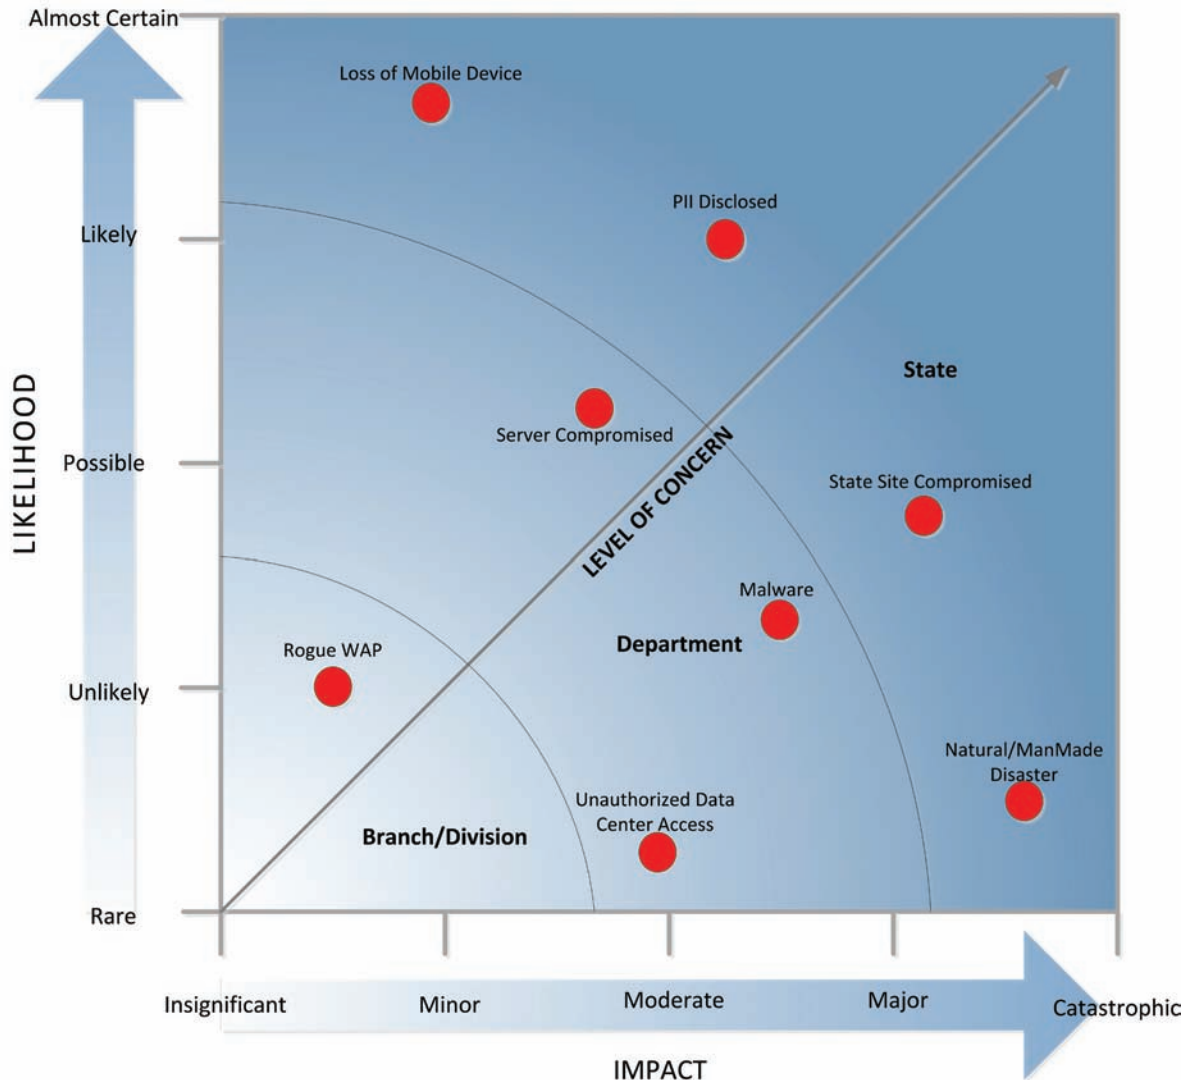 Almost Certain
Loss of Mobile Device
PII Disclosed
Likely
State
LIKELIHOOD
Server Compromised
Possible
LEVEL OF CONCERN
State Site Compromised
Malware
Department
Rogue WAP
Unlikely
Natural/ManMade
Disaster
Unauthorized Data
Center Access
Branch/Division
Rare
Insignificant
Minor
Moderate
Major
Catastrophic
IMPACT